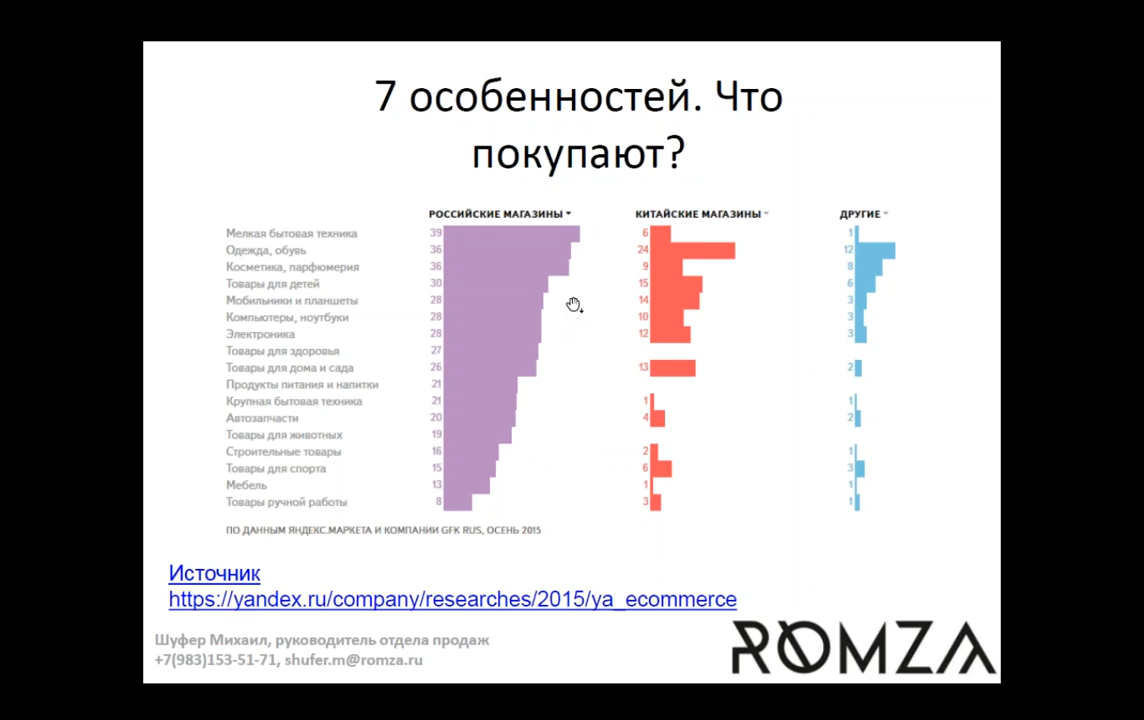 7 особенностей. Что
покупают?
РОССИЙСКИЕ МАГАЗИНЫ КИТАЙСКИЕ МАГАЗИНЫ ДРУГИЕ
Мелкая бытовая техника 39 6 1
Одежда, обувь 36 24 12
Косметика, парфюмерия 36 9 8
Товары для детей 30 15 6
Мобильники и планшеты 28 14 3
Компьютеры, ноутбуки 28 10 3
Электроника 28 12 3
Товары для здоровья 27
Товары для дома и сада 26 13 2
Продукты питания и напитки 21
Крупная бытовая техника 21 1 1
Автозапчасти 20 4 2
Товары для животных 19
Строительные товары 16 2 1
Товары для спорта 15 6 3
Мебель 13 1 1
Товары ручной работы 8 3 1
ПО ДАННЫМ ЯНДЕКС.МАРКЕТА И КОМПАНИИ GFK RUS, ОСЕНЬ 2015
Источник
https://yandex.ru/company/researches/2015/ya_ecommerce
Шуфер Михаил, руководитель отдела продаж
+7(983)153-51-71, shufer.m@romza.ru
ROMZA